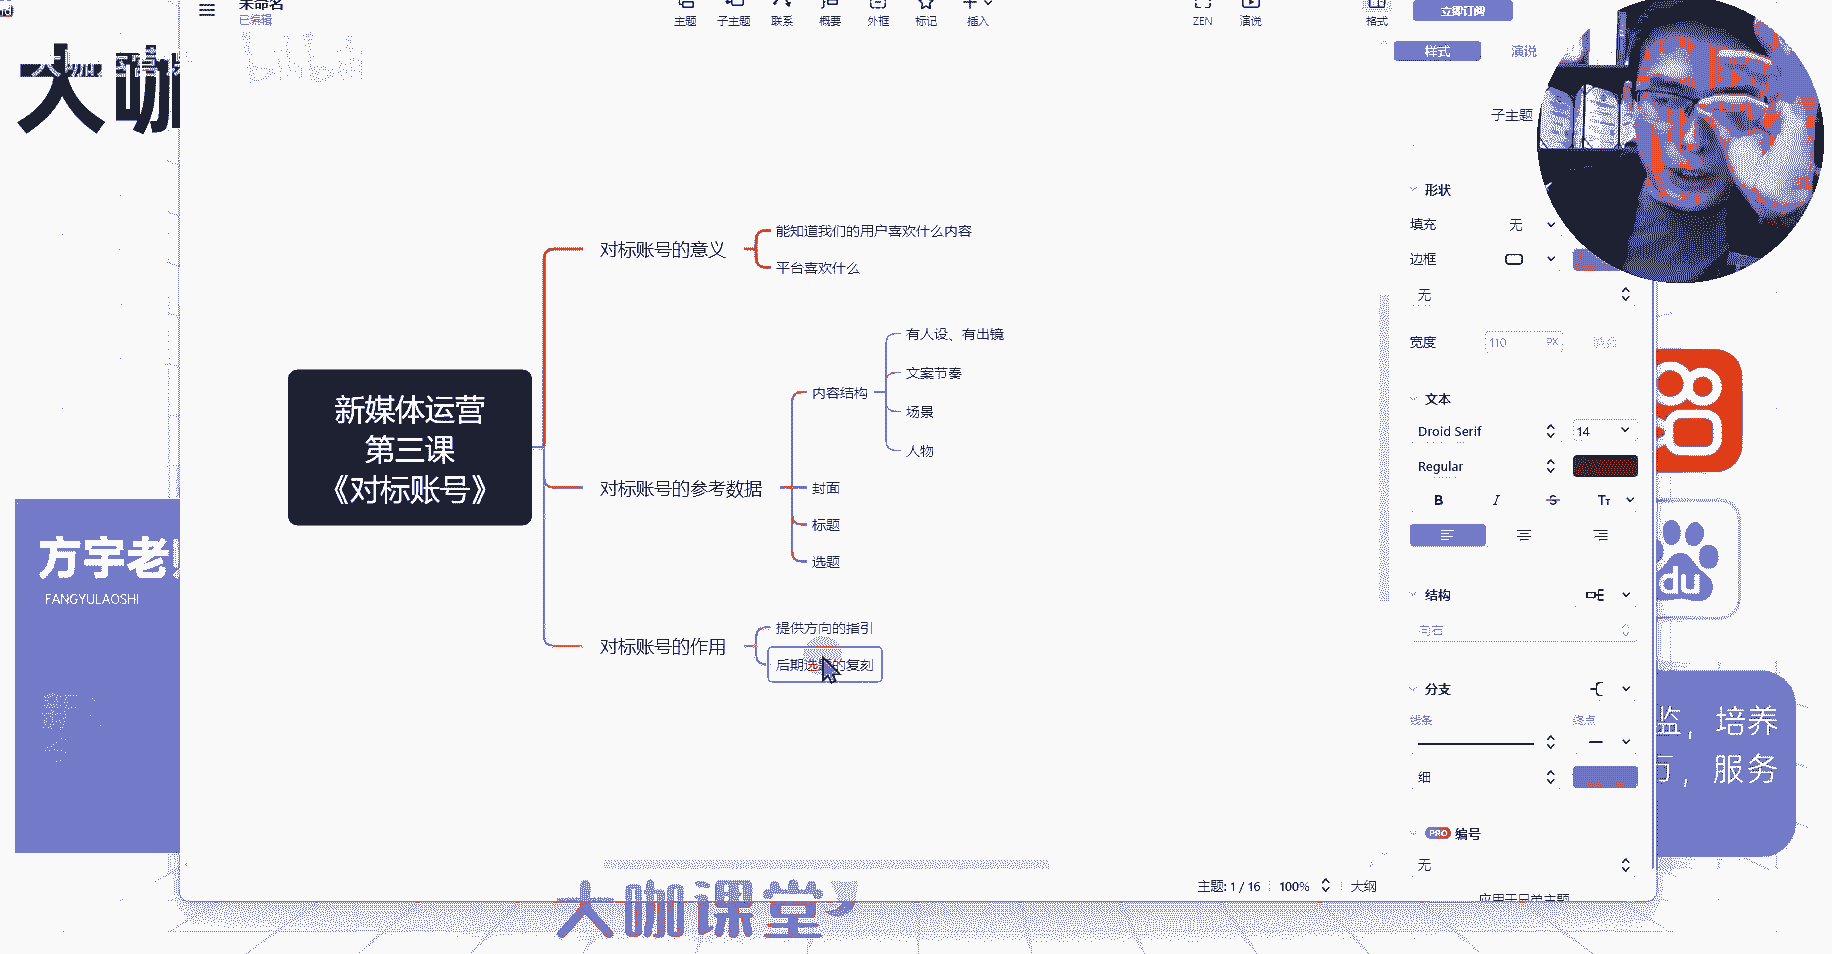 未命名
已编辑
主题
子主题
联系
概要
外框
标记
插入
ZEN
演说
格式
立即订阅
样式
演说
bilibili
大咖
子主题
形状
填充
无
边框
无
宽度
110
PX
文本
Droid Serif
14
Regular
B
I
S
TT
结构
向右
分支
线条
终点
细
PRO
编号
无
新媒体运营
第三课
《对标账号》
对标账号的意义
能知道我们的用户喜欢什么内容
平台喜欢什么
对标账号的参考数据
内容结构
有人设、有出镜
文案节奏
场景
人物
封面
标题
选题
对标账号的作用
提供方向的指引
后期选题的复刻
方宇老师
FANGYULAOSHI
du
监，培养
万，服务
主题: 1 / 16
100%
大纲
大咖课堂